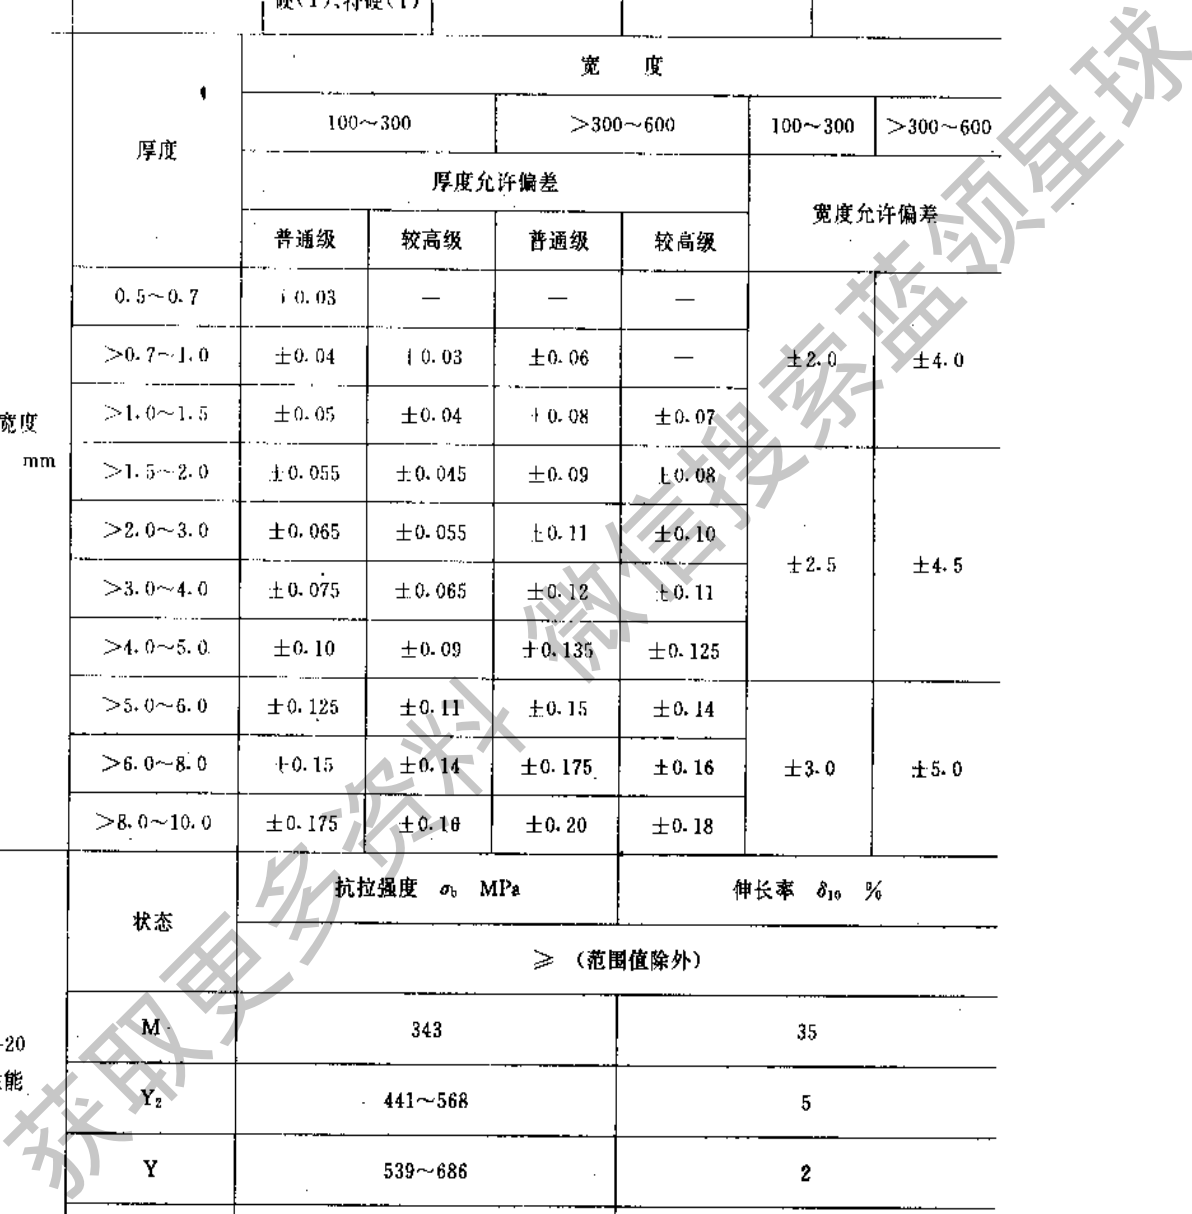 硬(T)、特硬(T)
宽 度
100～300 >300～600 100～300 >300～600
厚度
厚度允许偏差
宽度允许偏差
普通级 较高级 普通级 较高级
0.5～0.7 ±0.03 — — —
>0.7～1.0 ±0.04 ±0.03 ±0.06 — ±2.0 ±4.0
>1.0～1.5 ±0.05 ±0.04 ±0.08 ±0.07
宽度
mm
>1.5～2.0 ±0.055 ±0.045 ±0.09 ±0.08
>2.0～3.0 ±0.065 ±0.055 ±0.11 ±0.10
±2.5 ±4.5
>3.0～4.0 ±0.075 ±0.065 ±0.12 ±0.11
>4.0～5.0 ±0.10 ±0.09 ±0.135 ±0.125
>5.0～6.0 ±0.125 ±0.11 ±0.15 ±0.14
>6.0～8.0 ±0.15 ±0.14 ±0.175 ±0.16 ±3.0 ±5.0
>8.0～10.0 ±0.175 ±0.16 ±0.20 ±0.18
抗拉强度 σb MPa 伸长率 δ10 %
状态
≥ (范围值除外)
M 343 35
-20
能
Y2 441～568 5
Y 539～686 2
获取更多资料 微信搜索蓝领星球